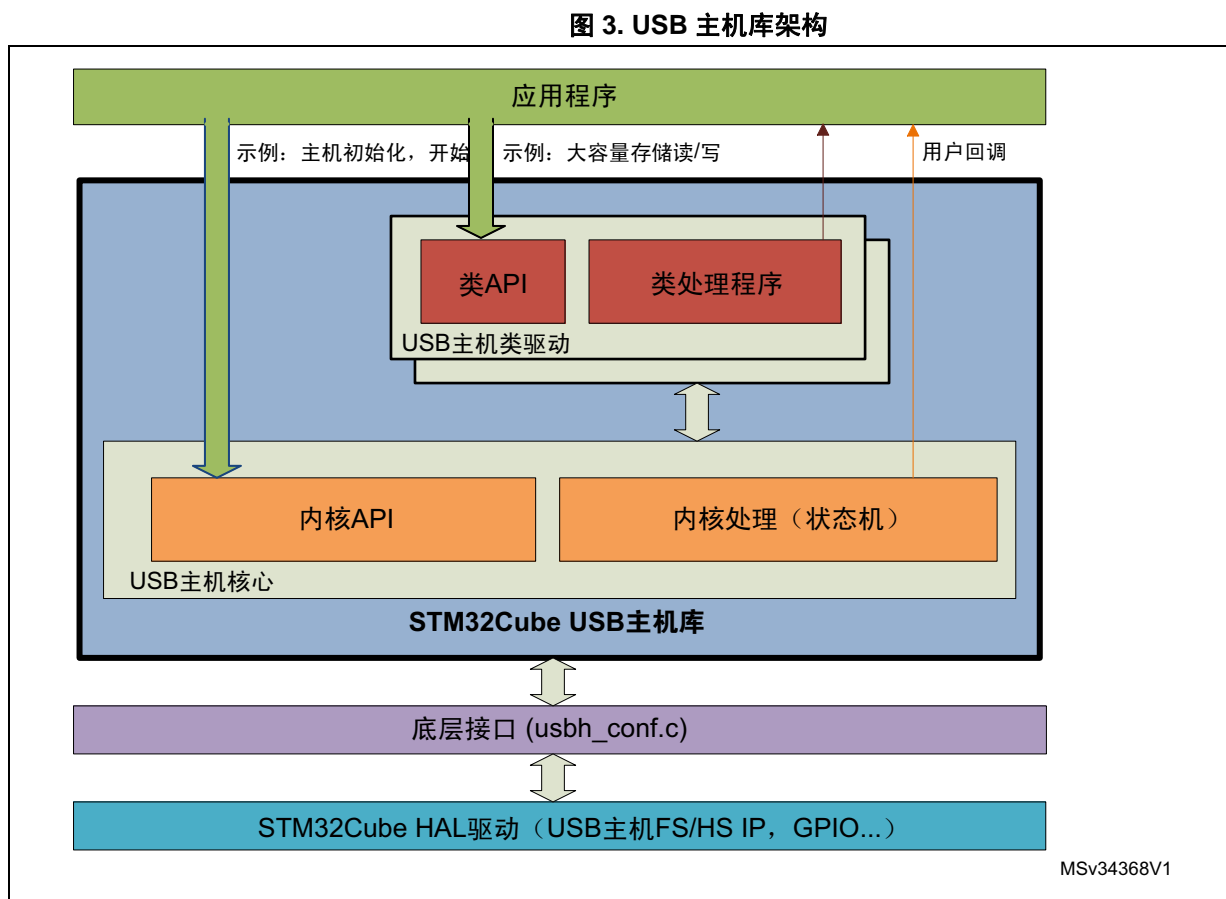 图 3. USB 主机库架构
应用程序
示例：主机初始化，开始
示例：大容量存储读/写
用户回调
类API
类处理程序
USB主机类驱动
内核API
内核处理（状态机）
USB主机核心
STM32Cube USB主机库
底层接口 (usbh_conf.c)
STM32Cube HAL驱动（USB主机FS/HS IP，GPIO...）
MSv34368V1